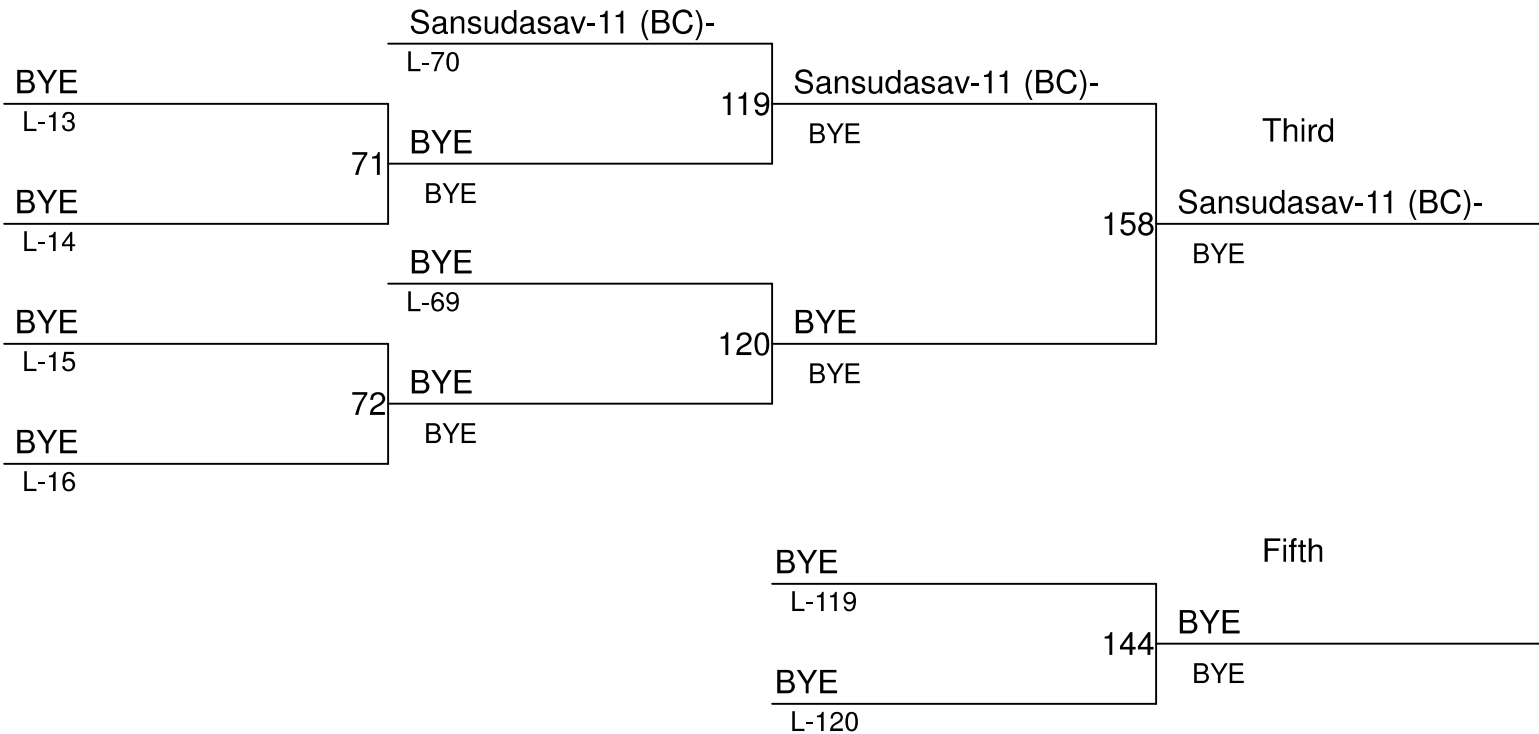 Sansudasav-11 (BC)-
L-70
BYE
L-13
119
Sansudasav-11 (BC)-
BYE
Third
71
BYE
BYE
BYE
L-14
158
Sansudasav-11 (BC)-
BYE
BYE
L-69
BYE
L-15
120
BYE
BYE
72
BYE
BYE
BYE
L-16
Fifth
BYE
L-119
144
BYE
BYE
BYE
L-120